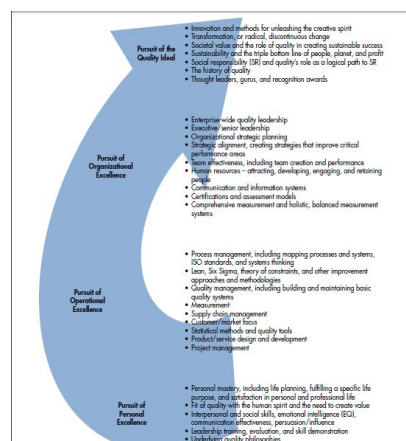 • Innovation and methods for unleashing the creative spirit
• Transformation, or radical, discontinuous change
• Societal value and the role of quality in creating sustainable success
• Sustainability and the triple bottom line of people, planet, and profit
• Social responsibility (SR) and quality's role as a logical path to SR
• The history of quality
• Thought leaders, gurus, and recognition awards
Pursuit of the
Quality Ideal
• Enterprise-wide quality leadership
• Executive/senior leadership
• Organizational strategic planning
• Strategic alignment, creating strategies that improve critical
performance areas
• Team effectiveness, including team creation and performance
• Human resources – attracting, developing, engaging, and retaining
people
• Communication and information systems
• Certifications and assessment models
• Comprehensive measurement and holistic, balanced measurement
systems
Pursuit of
Organizational
Excellence
• Process management, including mapping processes and systems,
ISO standards, and systems thinking
• Lean, Six Sigma, theory of constraints, and other improvement
approaches and methodologies
• Quality management, including building and maintaining basic
quality systems
• Measurement
• Supply chain management
• Customer/market focus
• Statistical methods and quality tools
• Product/service design and development
• Project management
Pursuit of
Operational
Excellence
• Personal mastery, including life planning, fulfilling a specific life
purpose, and satisfaction in personal and professional life
• Fit of quality with the human spirit and the need to create value
• Interpersonal and social skills, emotional intelligence (EQ),
communication effectiveness, persuasion/influence
• Leadership training, evaluation, and skill demonstration
• Underlying quality philosophies
Pursuit of
Personal
Excellence